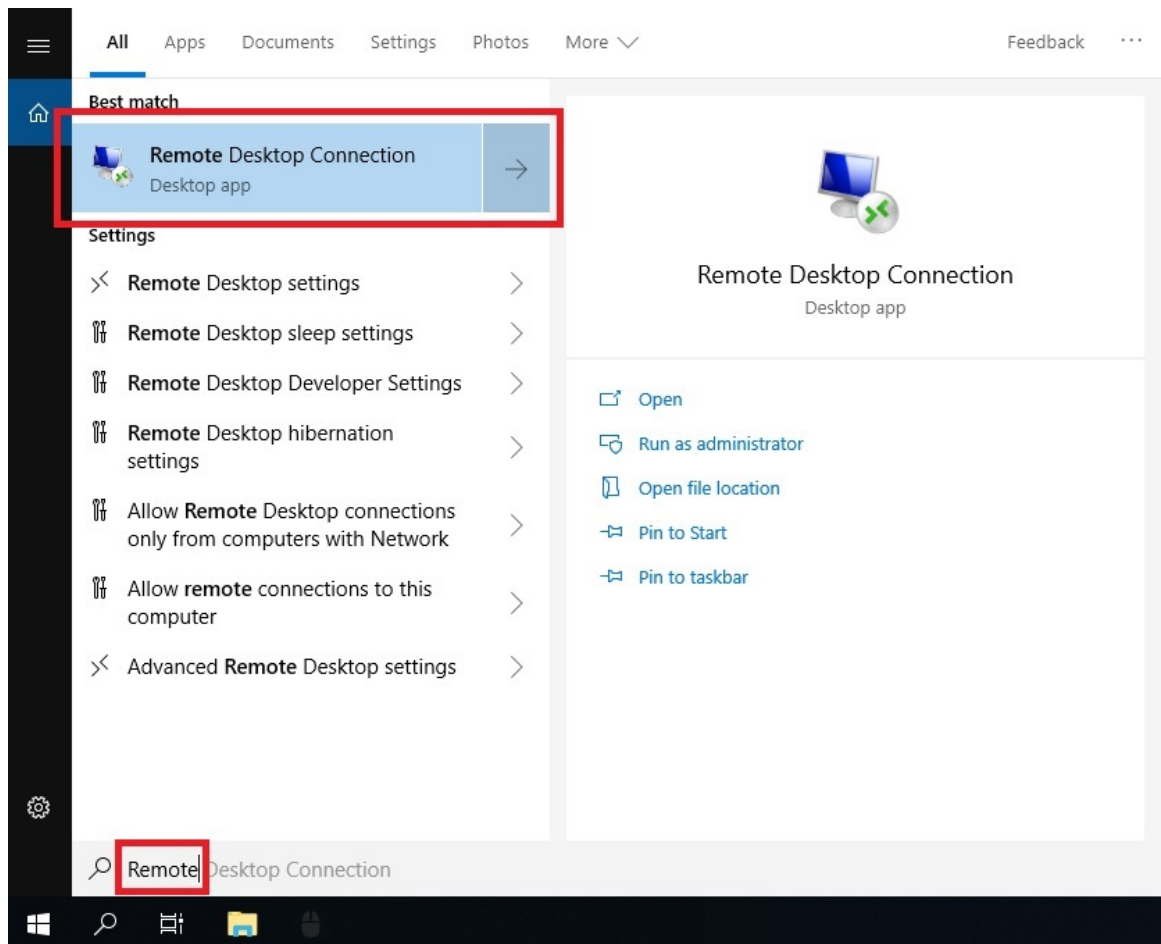 All Apps Documents Settings Photos More Feedback ...
Best match
Remote Desktop Connection
Desktop app
Settings
Remote Desktop settings
Remote Desktop sleep settings
Remote Desktop Developer Settings
Remote Desktop hibernation
settings
Allow Remote Desktop connections
only from computers with Network
Allow remote connections to this
computer
Advanced Remote Desktop settings
Remote Desktop Connection
Desktop app
Open
Run as administrator
Open file location
Pin to Start
Pin to taskbar
Remote Desktop Connection